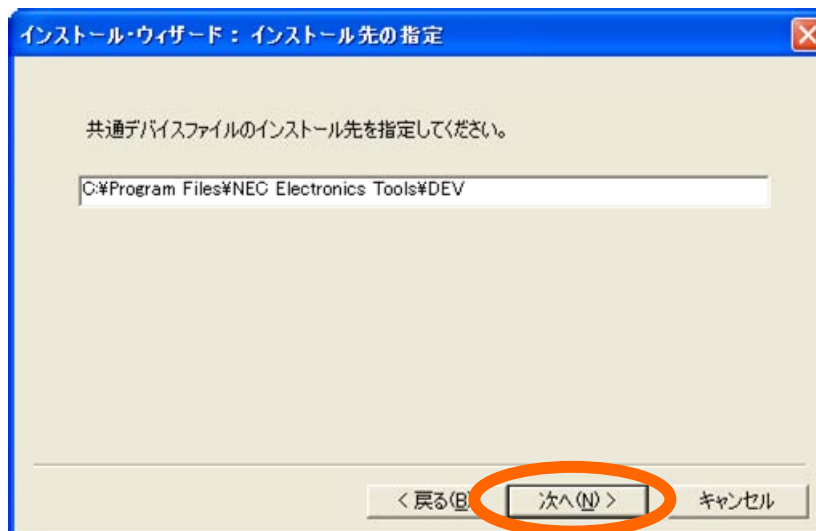 インストール・ウィザード： インストール先の指定
共通デバイスファイルのインストール先を指定してください。
C:¥Program Files¥NEC Electronics Tools¥DEV
< 戻る(B) 次へ(N) > キャンセル